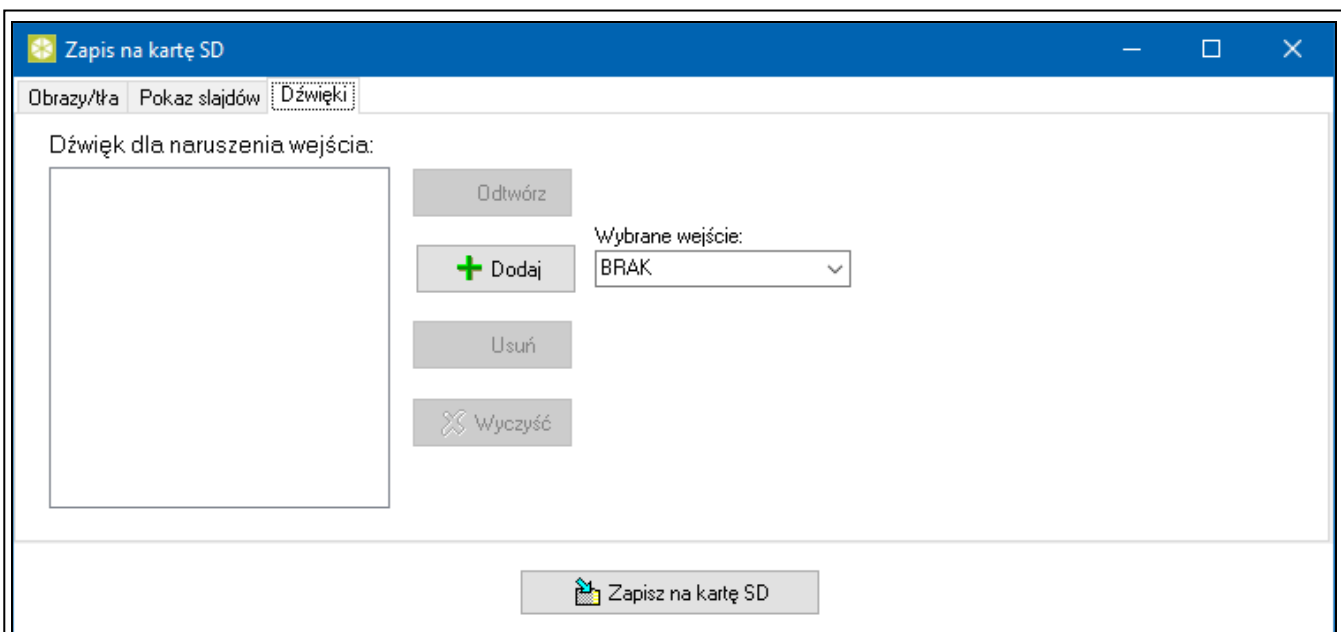 Zapis na kartę SD
Obrazy/tła Pokaz slajdów Dźwięki
Dźwięk dla naruszenia wejścia:
Odtwórz
Wybrane wejście:
Dodaj BRAK
Usuń
Wyczyść
Zapisz na kartę SD